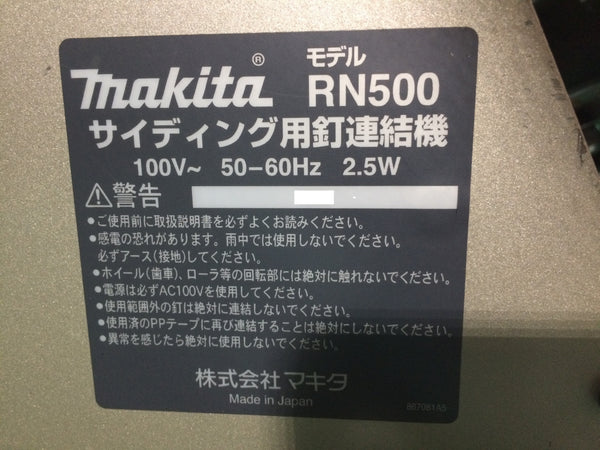 makita® モデル RN500
サイディング用釘連結機
100V~ 50-60Hz 2.5W
⚠警告
●ご使用前に取扱説明書を必ずよくお読みください。
●感電の恐れがあります。雨中では使用しないでください。
必ずアース(接地)してください。
●ホイール(歯車)、ローラ等の回転部には絶対に触れないでください。
●電源は必ずAC100Vを使用してください。
●使用範囲外の釘は絶対に連結しないでください。
●使用済のPPテープに再び連結することは絶対にしないでください。
●異常を感じたら絶対に使用しないでください。
株式会社マキタ
Made in Japan